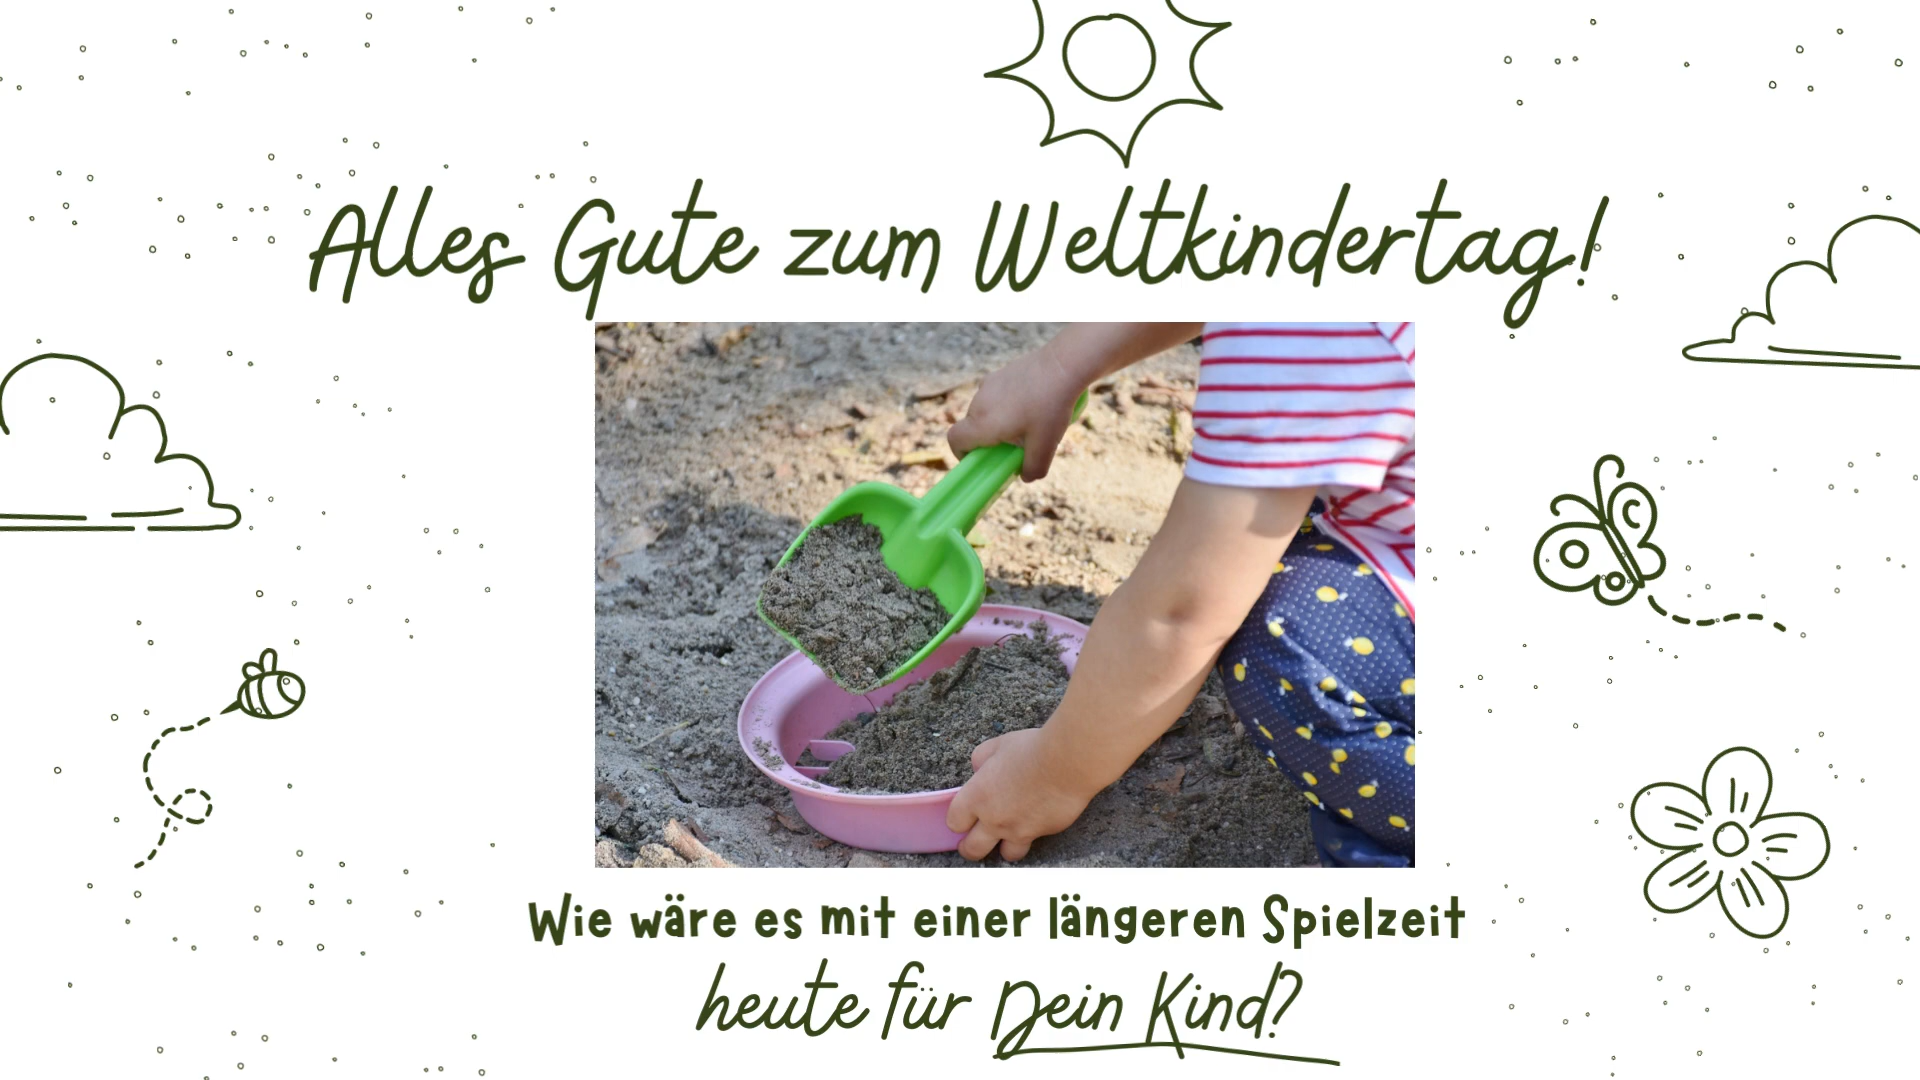 Alles Gute zum Weltkindertag!
Wie wäre es mit einer längeren Spielzeit
heute für Dein Kind?